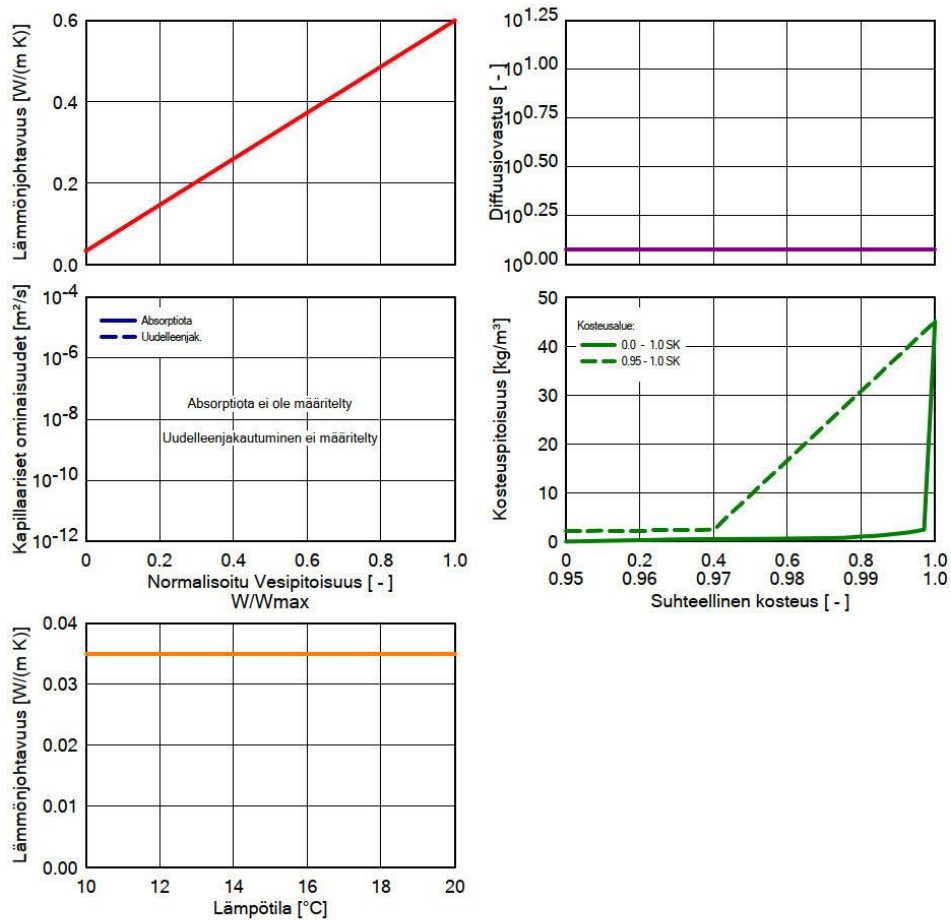 Lämmönjohtavuus [W/(m K)]
0.6
0.4
0.2
0.0
Diffuusiovastus [ - ]
10^1.25
10^1.00
10^0.75
10^0.50
10^0.25
10^0.00
Kapillaariset ominaisuudet [m²/s]
10^-4
10^-6
10^-8
10^-10
10^-12
Absorptiota
Uudelleenjak.
Absorptiota ei ole määritelty
Uudelleenjakautuminen ei määritelty
0 0.2 0.4 0.6 0.8 1.0
Normalisoitu Vesipitoisuus [ - ]
W/Wmax
Kosteuspitoisuus [kg/m³]
50
40
30
20
10
0
Kosteusalue:
0.0 - 1.0 SK
0.95 - 1.0 SK
0 0.2 0.4 0.6 0.8 1.0
0.95 0.96 0.97 0.98 0.99 1.0
Suhteellinen kosteus [ - ]
Lämmönjohtavuus [W/(m K)]
0.04
0.03
0.02
0.01
0.00
10 12 14 16 18 20
Lämpötila [°C]